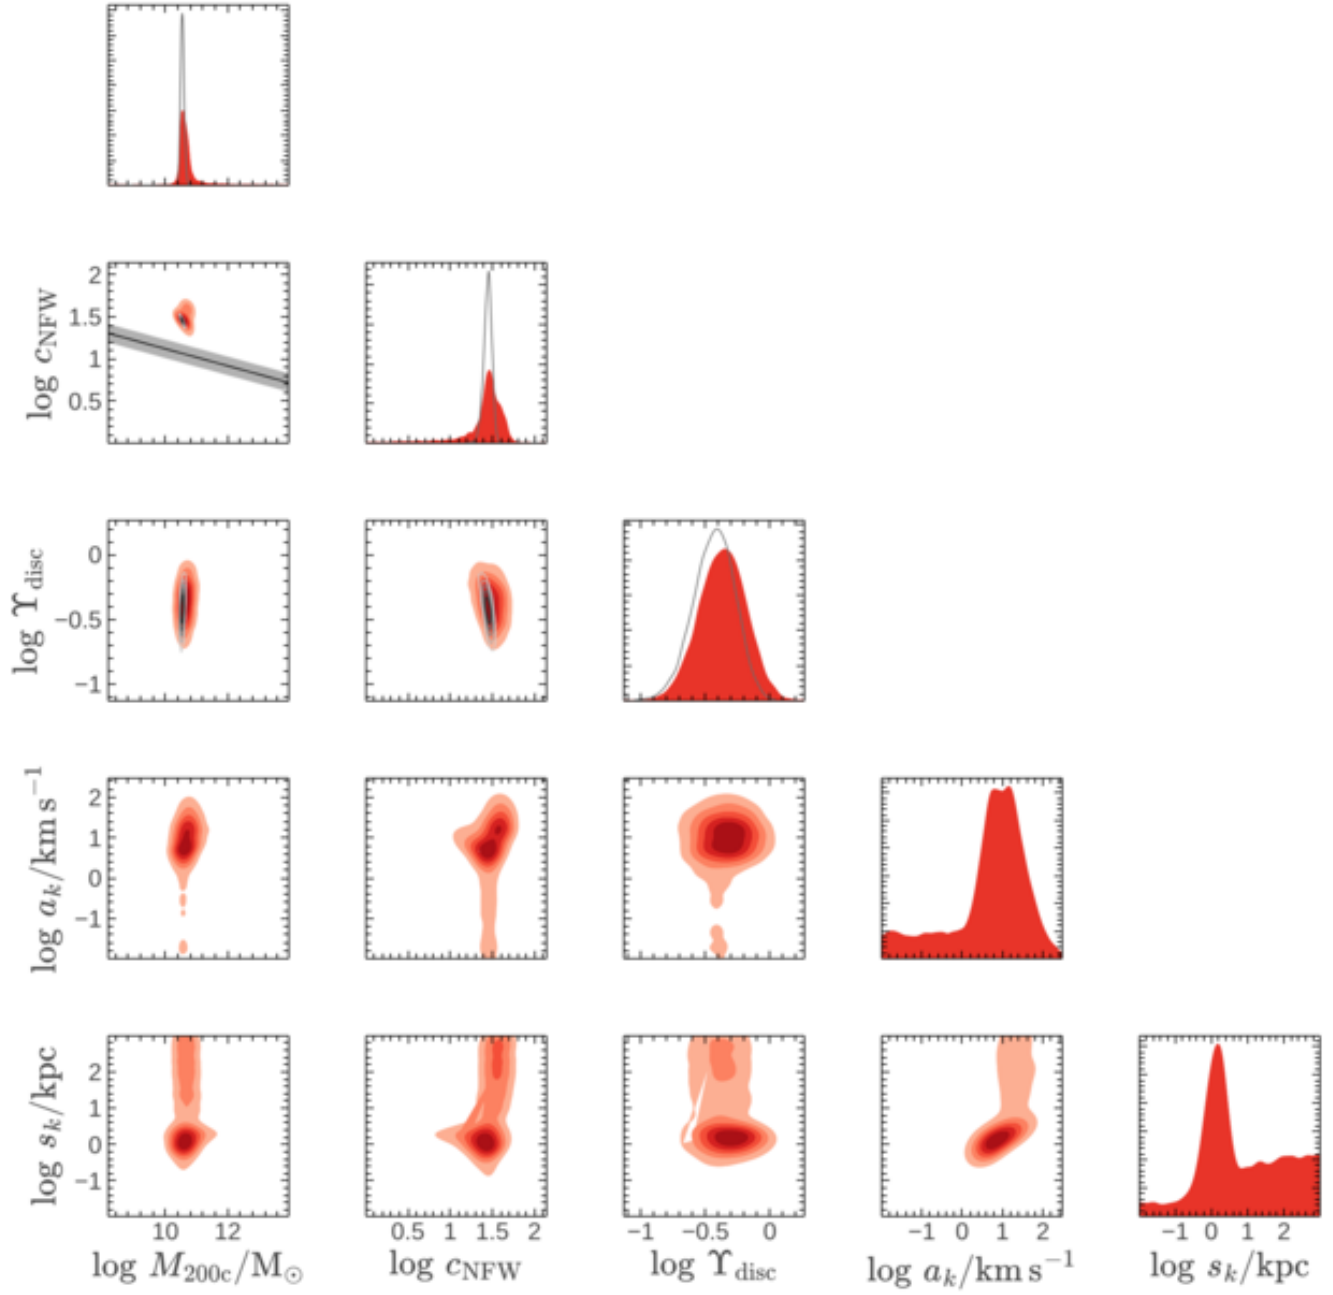 log c_NFW
2
1.5
1
0.5
log ϒ_disc
0
−0.5
−1
log a_k/km s⁻¹
2
1
0
−1
log s_k/kpc
2
1
0
−1
10 12
0.5 1 1.5 2
−1 −0.5 0
−1 0 1 2
−1 0 1 2
log M_200c/M_⊙
log c_NFW
log ϒ_disc
log a_k/km s⁻¹
log s_k/kpc